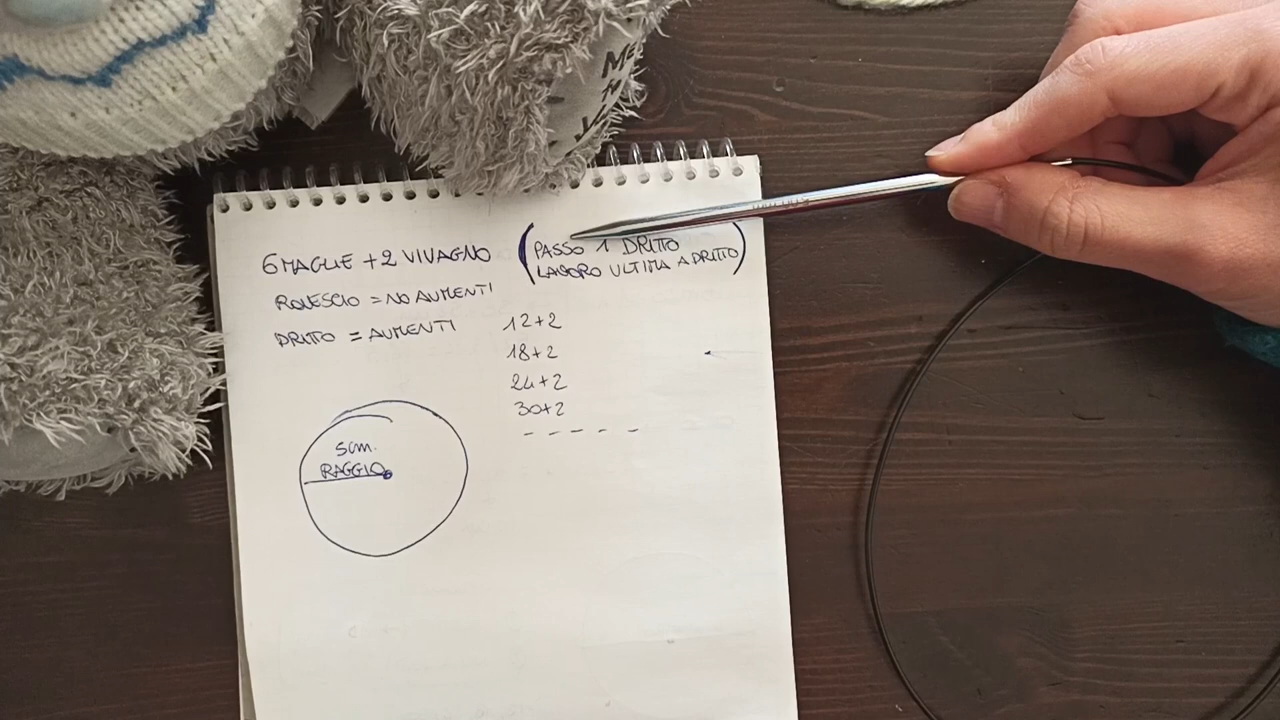 6 MAGLIE + 2 VIVAGNO
(PASSO 1 DRITTO
LAVORO ULTIMA A DRITTO)
ROVESCIO = NO AUMENTI
DRITTO = AUMENTI
12+2
18+2
24+2
30+2
- - - - -
5cm.
RAGGIO